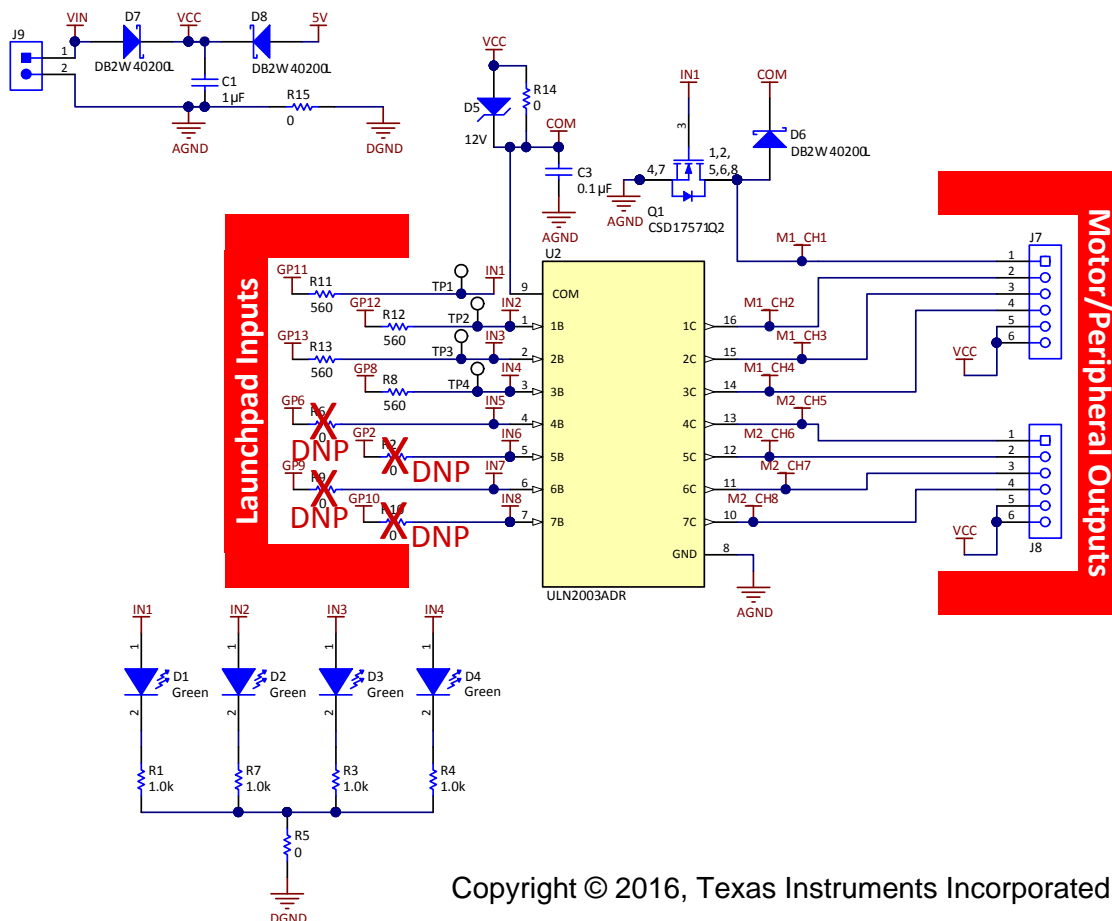 J9
VIN
D7
VCC
D8
5V
1
2
DB2W40200L
DB2W40200L
C1
1µF
R15
0
AGND
DGND
VCC
R14
0
D5
12V
COM
C3
0.1µF
AGND
IN1
COM
3
D6
DB2W40200L
4,7
1,2,
5,6,8
AGND
Q1
CSD17571Q2
Launchpad Inputs
GP11
R11
560
TP1
IN1
GP12
R12
560
TP2
IN2
GP13
R13
560
TP3
IN3
GP8
R8
560
TP4
IN4
GP6
R6
0
DNP
IN5
GP2
R2
0
DNP
IN6
GP9
R9
0
DNP
IN7
GP10
R10
0
DNP
IN8
U2
9
COM
1
1B
2
2B
3
3B
4
4B
5
5B
6
6B
7
7B
1C
16
2C
15
3C
14
4C
13
5C
12
6C
11
7C
10
GND
8
ULN2003ADR
AGND
M1_CH1
M1_CH2
M1_CH3
M1_CH4
M2_CH5
M2_CH6
M2_CH7
M2_CH8
J7
1
2
3
4
5
6
VCC
1
2
3
4
5
6
J8
VCC
Motor/Peripheral Outputs
IN1
IN2
IN3
IN4
1
1
1
1
D1
Green
D2
Green
D3
Green
D4
Green
2
2
2
2
R1
1.0k
R7
1.0k
R3
1.0k
R4
1.0k
R5
0
DGND
Copyright © 2016, Texas Instruments Incorporated